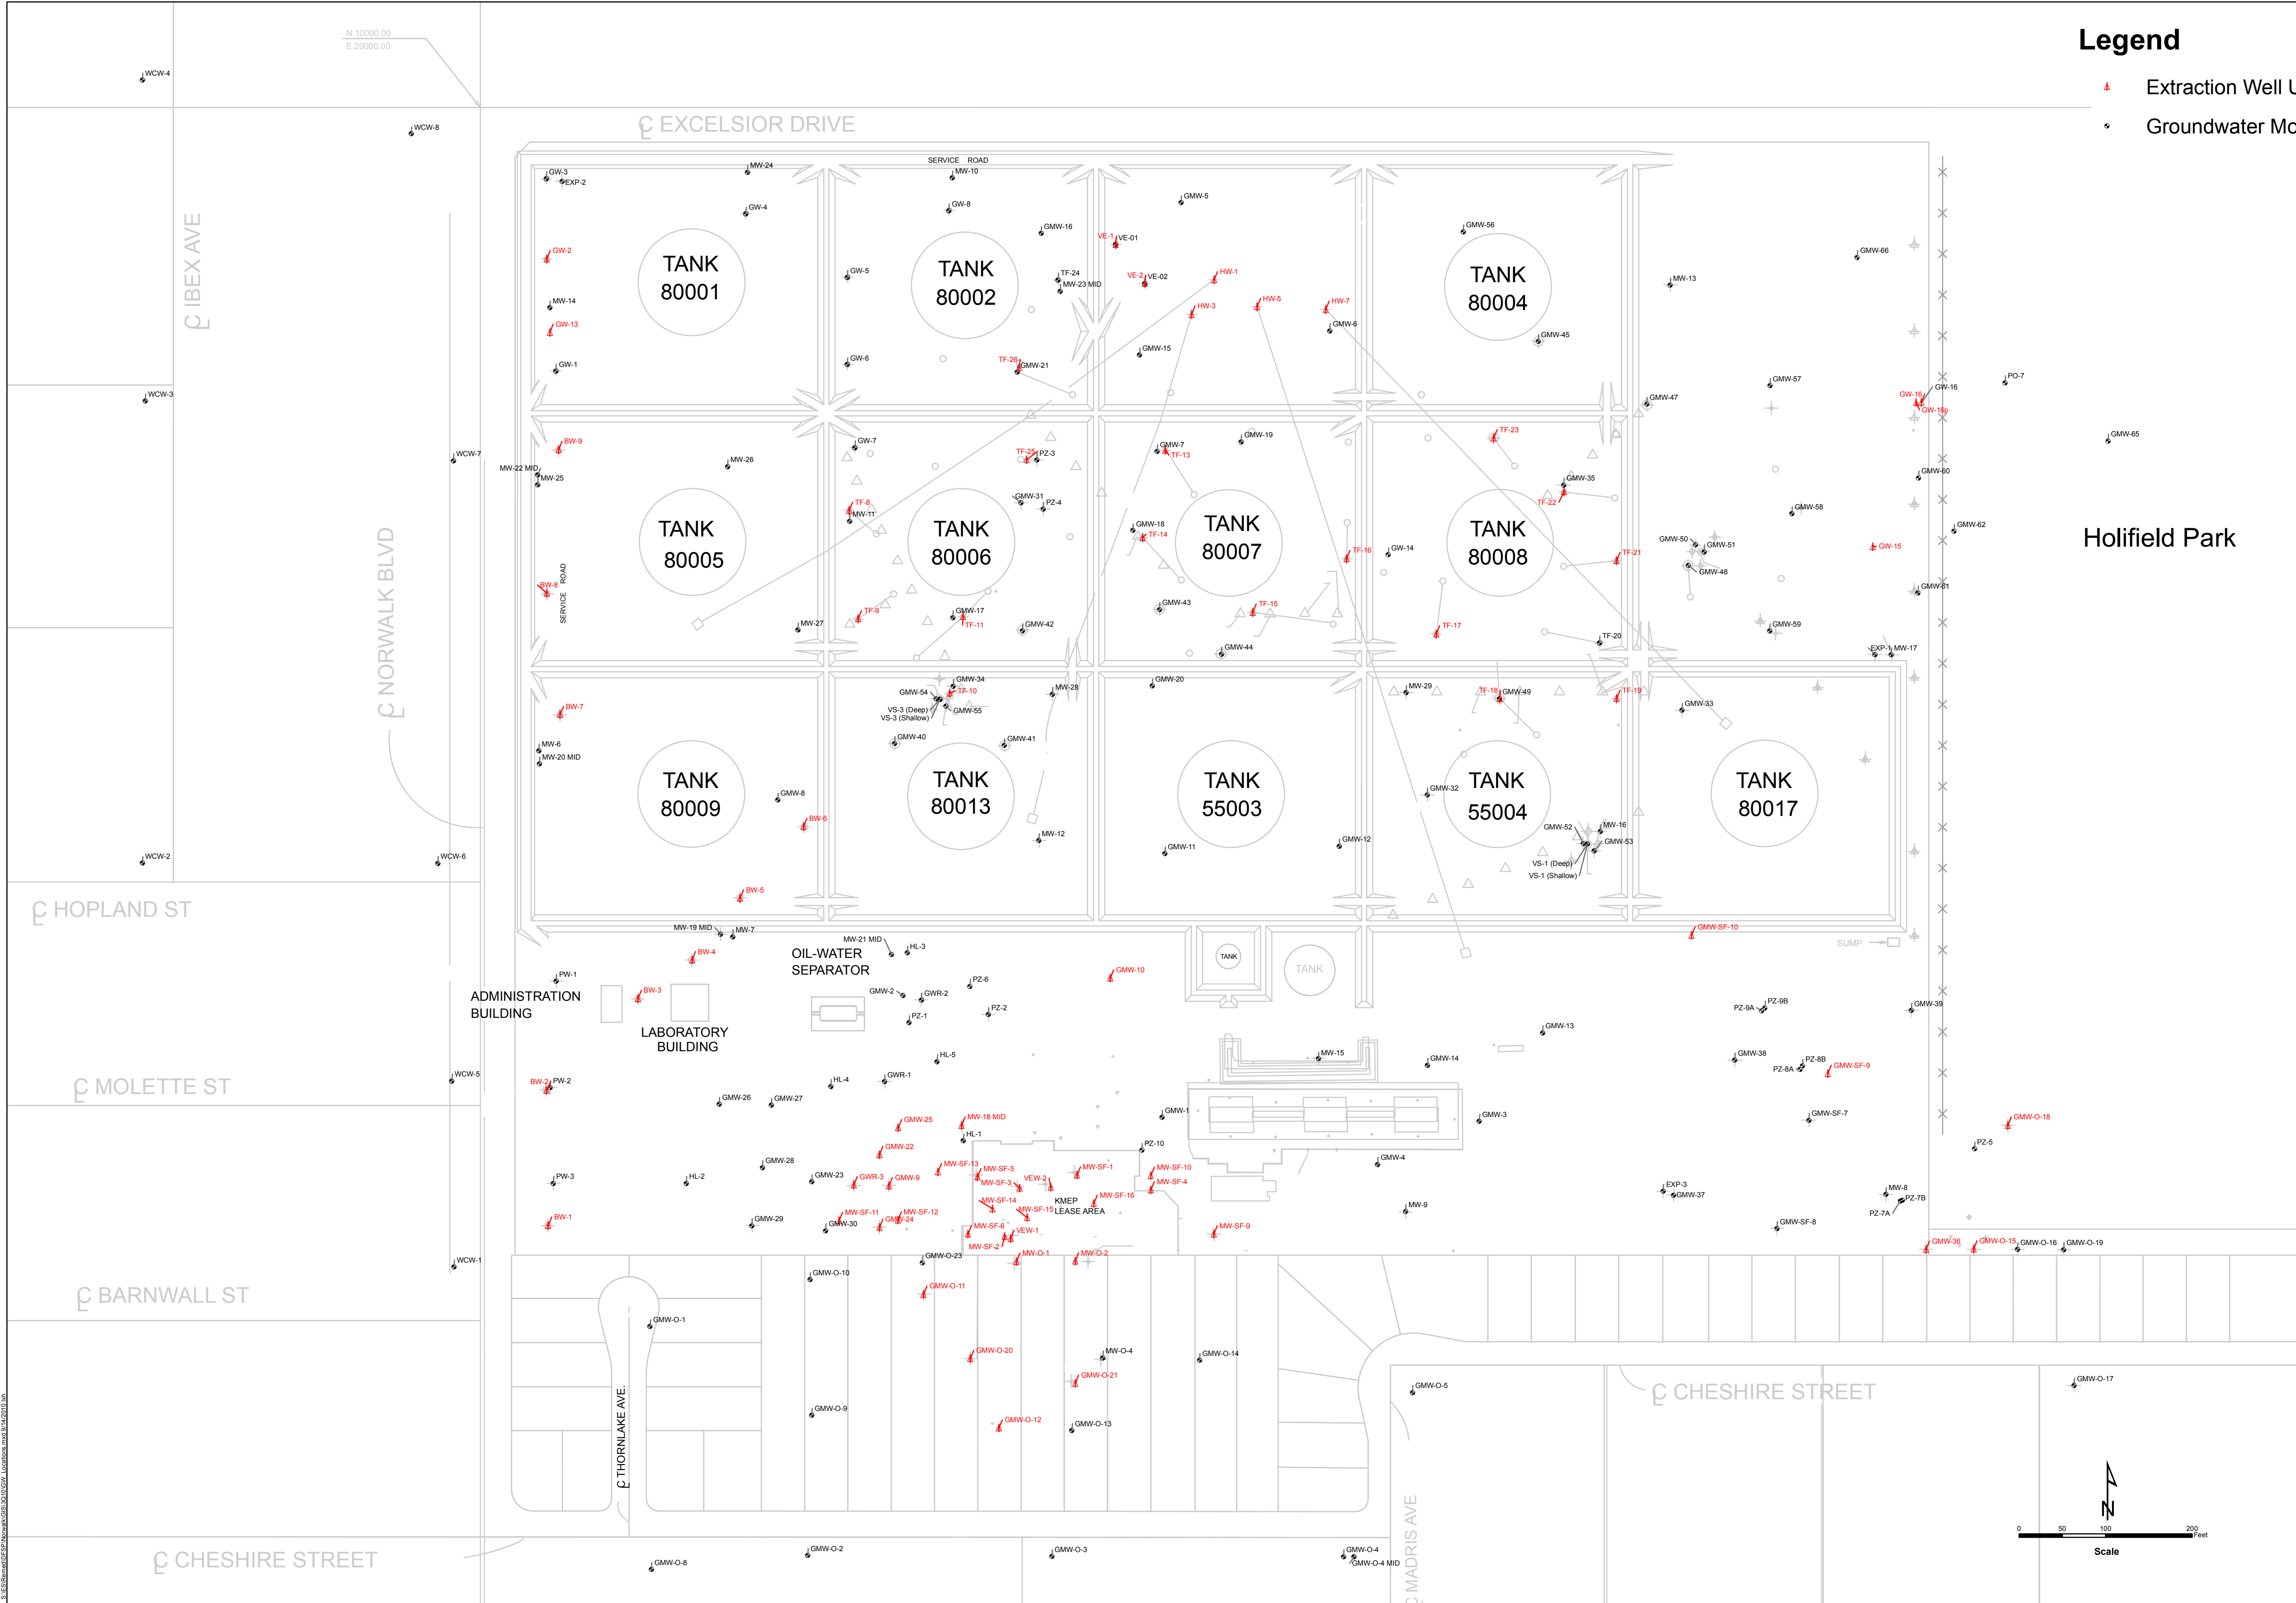 Legend
Extraction Well U
Groundwater Mo
N 10000.00
E 20000.00
WCW-4
WCW-8
CL EXCELSIOR DRIVE
SERVICE ROAD
GW-3
EXP-2
MW-24
MW-10
GW-4
GW-8
GMW-5
GMW-16
GMW-56
VE-1
VE-01
GW-2
GMW-66
CL IBEX AVE
TANK
80001
TANK
80002
TANK
80004
GW-5
TF-24
MW-23 MID
VE-2
VE-02
HW-1
HW-3
HW-5
HW-7
MW-13
MW-14
GW-13
GMW-6
GMW-45
GMW-15
GW-1
GW-6
TF-26
GMW-21
GMW-57
PO-7
WCW-3
GMW-47
GW-16
GW-16
GW-16p
BW-9
GW-7
GMW-7
TF-13
GMW-19
TF-23
GMW-65
WCW-7
MW-22 MID
MW-25
MW-26
TF-25
PZ-3
GMW-60
GMW-35
TF-22
TF-8
MW-11
GMW-31
PZ-4
GMW-58
TANK
80005
TANK
80006
TANK
80007
TANK
80008
GMW-18
TF-14
GMW-62
Holifield Park
GMW-50
GMW-51
GMW-48
GW-15
TF-16
GW-14
TF-21
CL NORWALK BLVD
BW-8
SERVICE ROAD
GMW-61
TF-9
GMW-17
TF-11
GMW-43
TF-15
MW-27
GMW-42
TF-17
GMW-59
TF-20
GMW-44
EXP-1
MW-17
GMW-34
GMW-54
TF-10
VS-3 (Deep)
VS-3 (Shallow)
GMW-55
MW-28
GMW-20
MW-29
TF-18
GMW-49
TF-19
GMW-33
BW-7
MW-6
MW-20 MID
GMW-40
GMW-41
TANK
80009
TANK
80013
TANK
55003
TANK
55004
TANK
80017
GMW-8
GMW-32
BW-6
MW-12
GMW-11
GMW-12
GMW-52
MW-16
GMW-53
VS-1 (Deep)
VS-1 (Shallow)
WCW-2
WCW-6
BW-5
CL HOPLAND ST
MW-19 MID
MW-7
MW-21 MID
HL-3
GMW-SF-10
SUMP
OIL-WATER
SEPARATOR
BW-4
TANK
TANK
PW-1
GMW-10
PZ-6
ADMINISTRATION
BUILDING
BW-3
GMW-2
GWR-2
PZ-1
PZ-2
PZ-9A
PZ-9B
GMW-39
LABORATORY
BUILDING
GMW-13
HL-5
MW-15
GMW-14
GMW-38
PZ-8B
PZ-8A
GMW-SF-9
WCW-5
CL MOLETTE ST
BW-2
PW-2
HL-4
GWR-1
GMW-26
GMW-27
GMW-25
MW-18 MID
GMW-1
GMW-3
GMW-SF-7
GMW-O-18
HL-1
GMW-22
PZ-10
PZ-5
GMW-28
MW-SF-13
MW-SF-5
MW-SF-1
MW-SF-10
GMW-4
PW-3
HL-2
GMW-23
GWR-3
GMW-9
MW-SF-3
VEW-2
MW-SF-4
EXP-3
GMW-37
MW-8
PZ-7B
PZ-7A
MW-SF-14
KMEP
LEASE AREA
MW-SF-16
MW-9
MW-SF-15
MW-SF-11
MW-SF-12
BW-1
GMW-29
GMW-30
GMW-24
MW-SF-6
VEW-1
MW-SF-2
MW-SF-9
GMW-SF-8
GMW-36
GMW-O-15
GMW-O-16
GMW-O-19
WCW-1
GMW-O-23
MW-O-1
MW-O-2
GMW-O-10
GMW-O-11
CL BARNWALL ST
GMW-O-1
GMW-O-20
MW-O-4
GMW-O-14
GMW-O-21
GMW-O-5
CL CHESHIRE STREET
GMW-O-17
GMW-O-9
GMW-O-12
GMW-O-13
CL THORNLAKE AVE.
CL MADRIS AVE
N
0 50 100 200
Feet
Scale
CL CHESHIRE STREET
GMW-O-8
GMW-O-2
GMW-O-3
GMW-O-4
GMW-O-4 MID